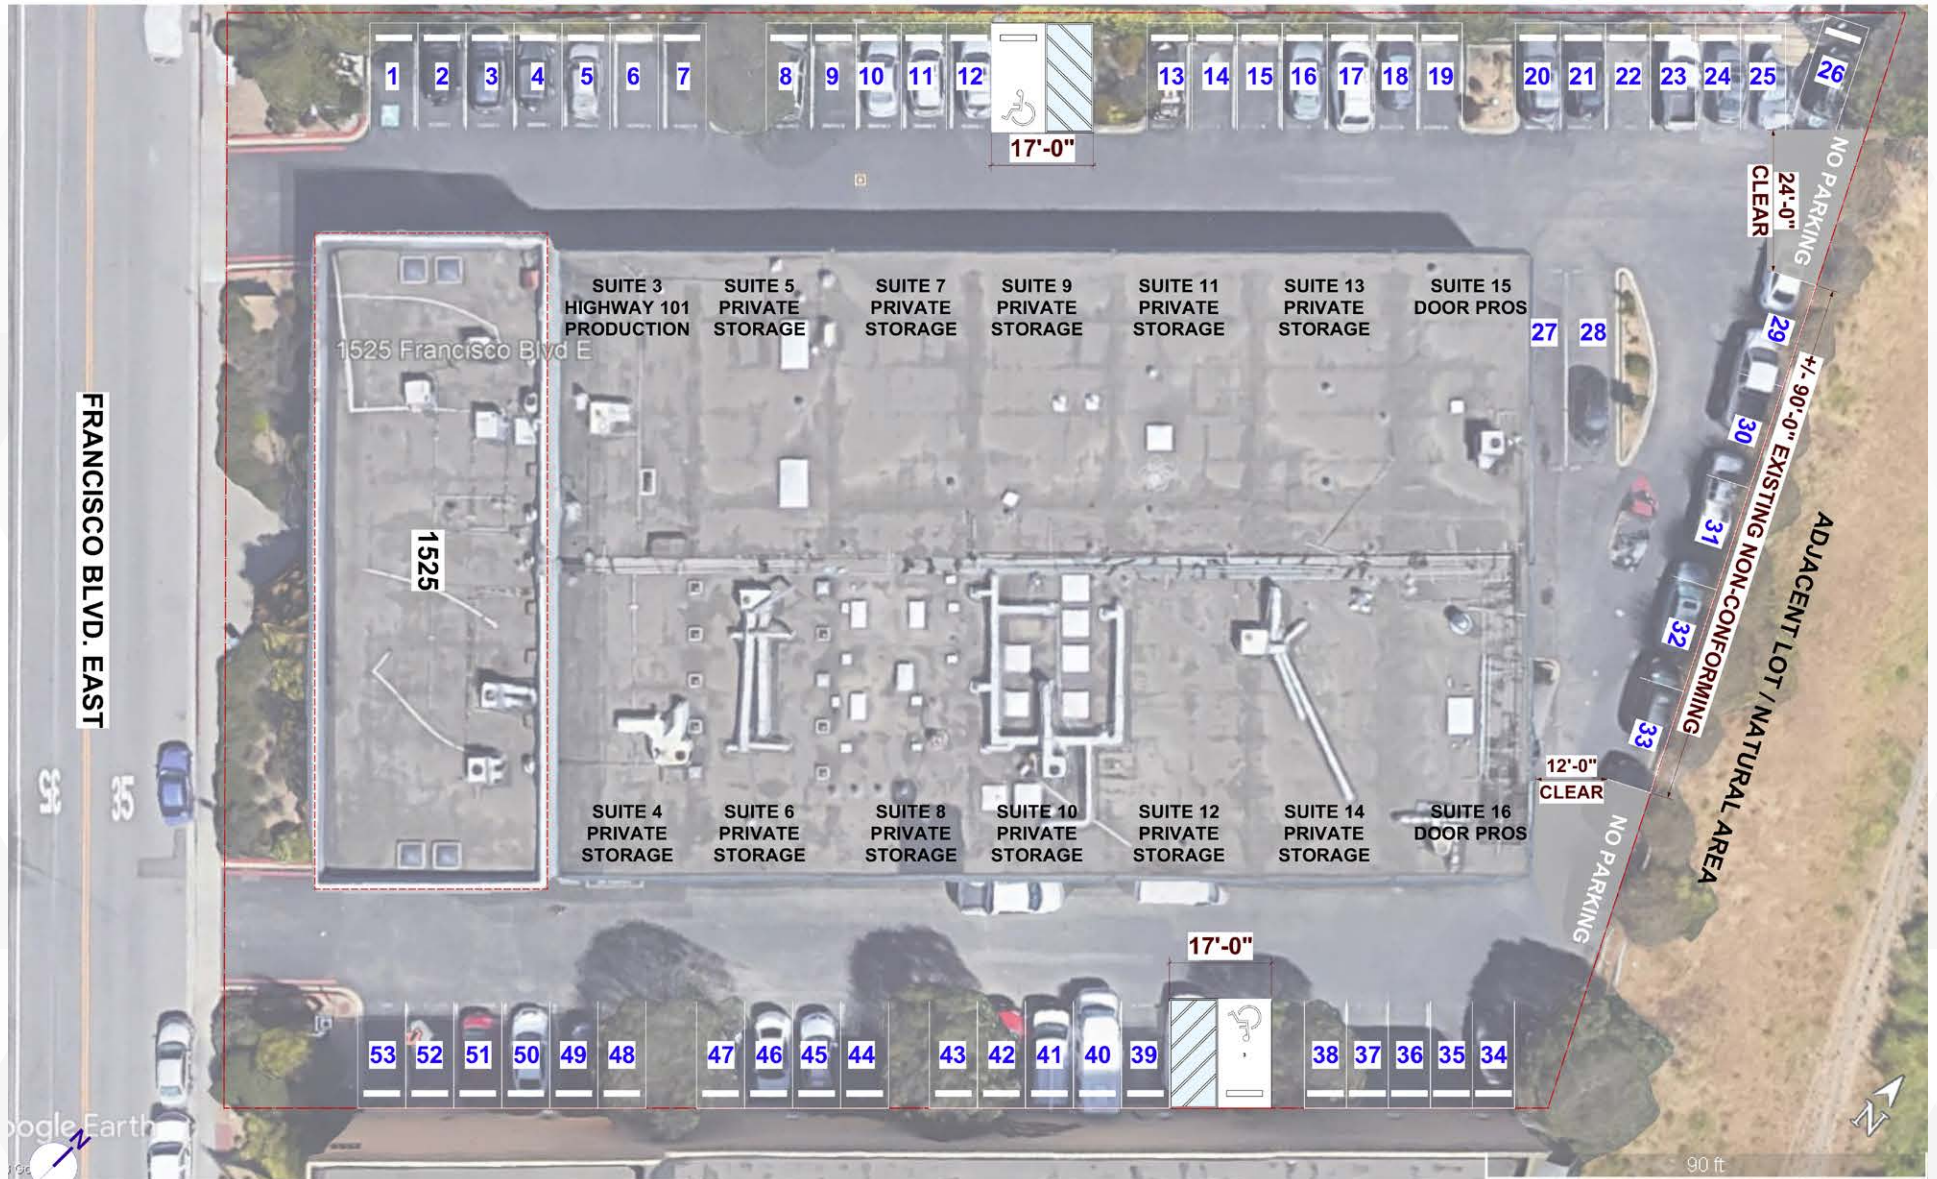 1
2
3
4
5
6
7
8
9
10
11
12
13
14
15
16
17
18
19
20
21
22
23
24
25
26
17'-0"
NO PARKING
24'-0"
CLEAR
SUITE 3
HIGHWAY 101
PRODUCTION
SUITE 5
PRIVATE
STORAGE
SUITE 7
PRIVATE
STORAGE
SUITE 9
PRIVATE
STORAGE
SUITE 11
PRIVATE
STORAGE
SUITE 13
PRIVATE
STORAGE
SUITE 15
DOOR PROS
27
28
29
30
31
32
33
1525 Francisco Blvd E
1525
FRANCISCO BLVD. EAST
35
35
+/- 90'-0" EXISTING NON-CONFORMING
ADJACENT LOT / NATURAL AREA
12'-0"
CLEAR
NO PARKING
SUITE 4
PRIVATE
STORAGE
SUITE 6
PRIVATE
STORAGE
SUITE 8
PRIVATE
STORAGE
SUITE 10
PRIVATE
STORAGE
SUITE 12
PRIVATE
STORAGE
SUITE 14
PRIVATE
STORAGE
SUITE 16
DOOR PROS
17'-0"
53
52
51
50
49
48
47
46
45
44
43
42
41
40
39
38
37
36
35
34
oogle Earth
N
N
90 ft